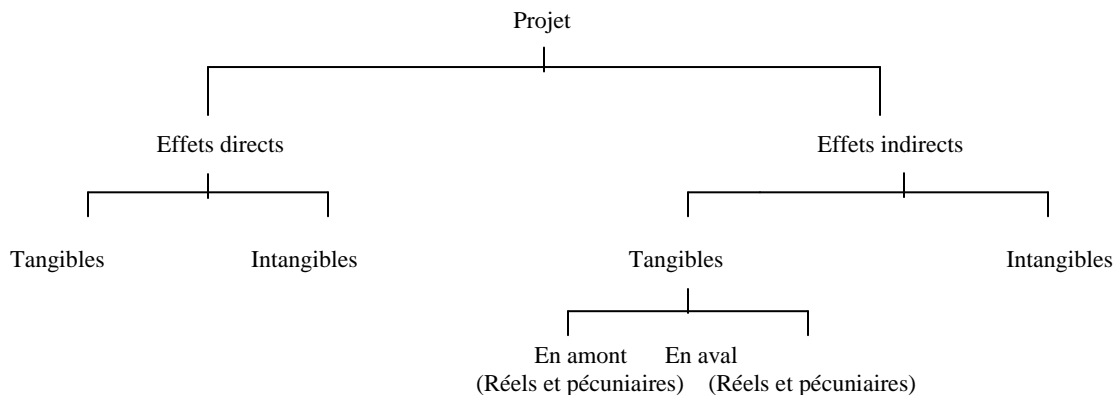 Projet
Effets directs Effets indirects
Tangibles Intangibles Tangibles Intangibles
En amont En aval
(Réels et pécuniaires) (Réels et pécuniaires)